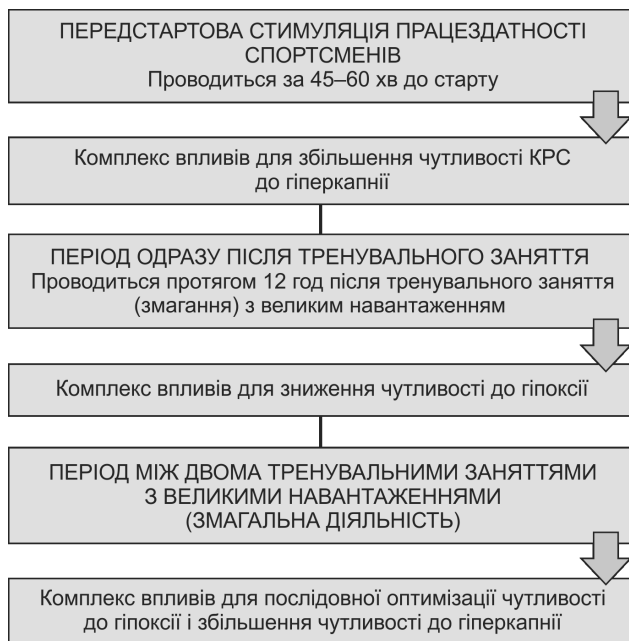 ПЕРЕДСТАРТОВА СТИМУЛЯЦІЯ ПРАЦЕЗДАТНОСТІ
СПОРТСМЕНІВ
Проводиться за 45–60 хв до старту
Комплекс впливів для збільшення чутливості КРС
до гіперкапнії
ПЕРІОД ОДРАЗУ ПІСЛЯ ТРЕНУВАЛЬНОГО ЗАНЯТТЯ
Проводиться протягом 12 год після тренувального заняття
(змагання) з великим навантаженням
Комплекс впливів для зниження чутливості до гіпоксії
ПЕРІОД МІЖ ДВОМА ТРЕНУВАЛЬНИМИ ЗАНЯТТЯМИ
З ВЕЛИКИМИ НАВАНТАЖЕННЯМИ
(ЗМАГАЛЬНА ДІЯЛЬНІСТЬ)
Комплекс впливів для послідовної оптимізації чутливості
до гіпоксії і збільшення чутливості до гіперкапнії